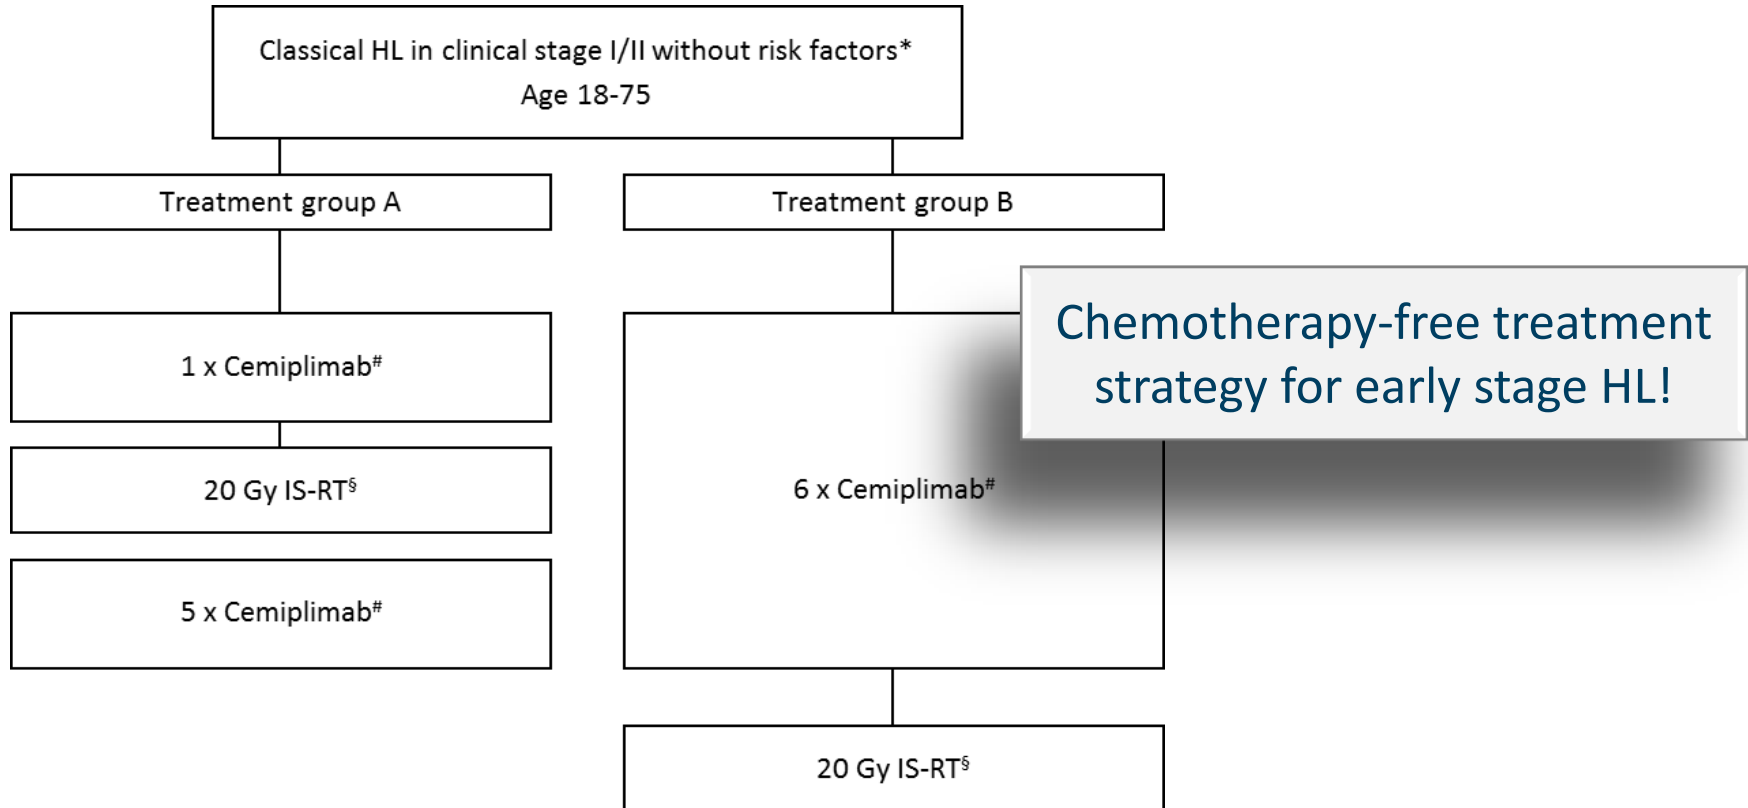 Classical HL in clinical stage I/II without risk factors*
Age 18-75
Treatment group A
Treatment group B
1 x Cemiplimab#
20 Gy IS-RT§
5 x Cemiplimab#
6 x Cemiplimab#
20 Gy IS-RT§
Chemotherapy-free treatment
strategy for early stage HL!